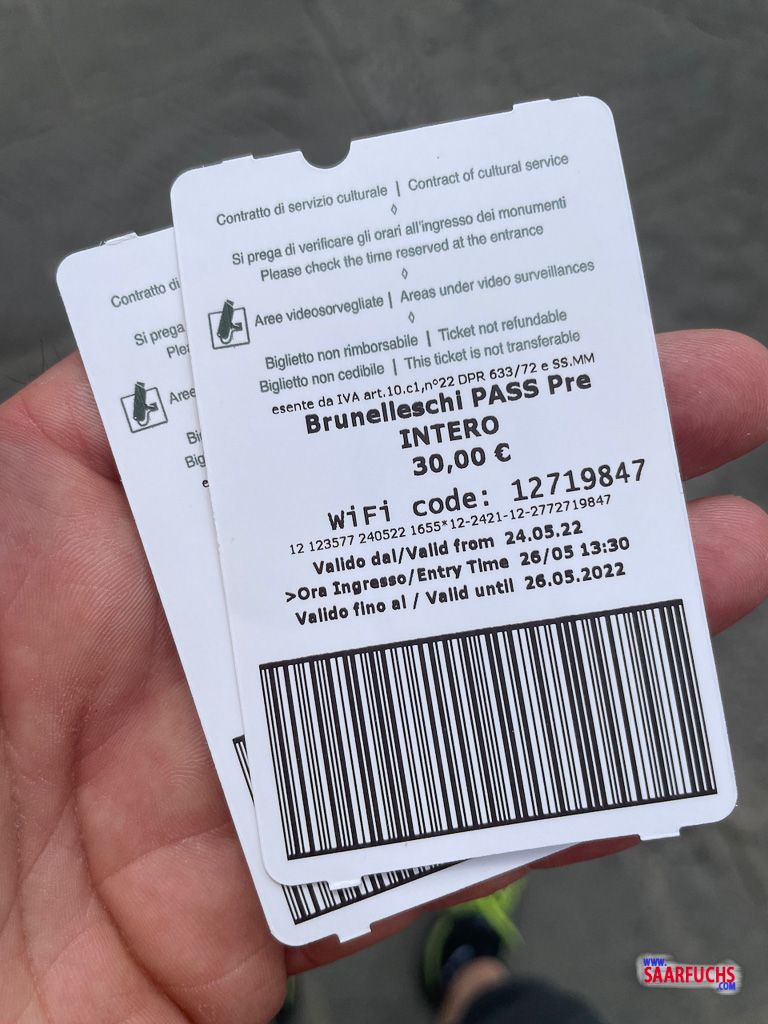 Contratto di servizio culturale | Contract of cultural service
Si prega di verificare gli orari all'ingresso dei monumenti
Please check the time reserved at the entrance
Aree videosorvegliate | Areas under video surveillances
Biglietto non rimborsabile | Ticket not refundable
Biglietto non cedibile | This ticket is not transferable
esente da IVA art.10.c1,n°22 DPR 633/72 e SS.MM
Brunelleschi PASS Pre
INTERO
30,00 €
WiFi code: 12719847
12 123577 240522 1655*12-2421-12-2772719847
Valido dal/Valid from 24.05.22
>Ora Ingresso/Entry Time 26/05 13:30
Valido fino al / Valid until 26.05.2022
Contratto di
Si prega
Aree
WWW.
SAARFUCHS
.COM